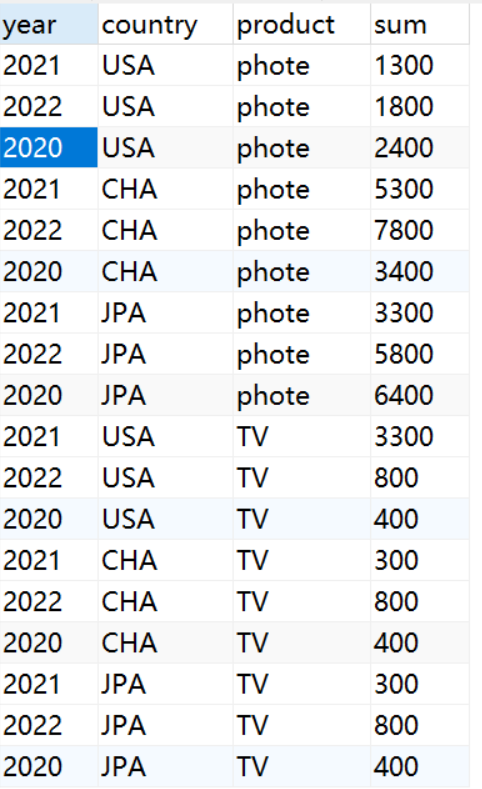 year country product sum
2021 USA phote 1300
2022 USA phote 1800
2020 USA phote 2400
2021 CHA phote 5300
2022 CHA phote 7800
2020 CHA phote 3400
2021 JPA phote 3300
2022 JPA phote 5800
2020 JPA phote 6400
2021 USA TV 3300
2022 USA TV 800
2020 USA TV 400
2021 CHA TV 300
2022 CHA TV 800
2020 CHA TV 400
2021 JPA TV 300
2022 JPA TV 800
2020 JPA TV 400